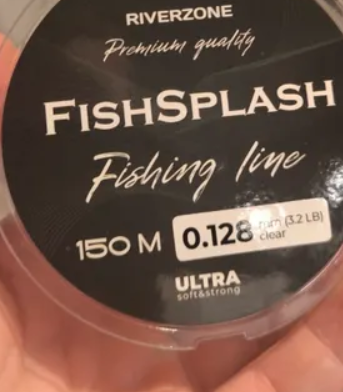 RIVERZONE
Premium quality
FISHSPLASH
Fishing line
150 M 0.128 mm (3.2 LB)
clear
ULTRA
soft&strong